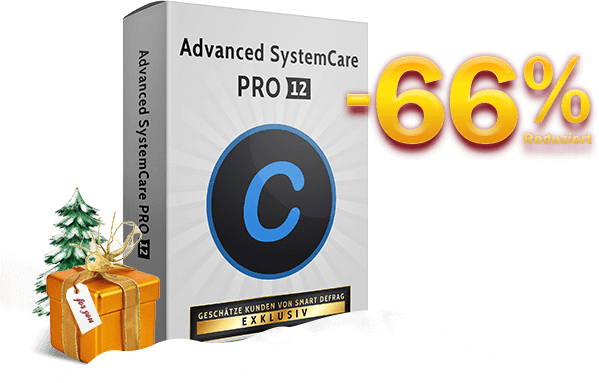 Advanced SystemCare
PRO 12
-66%
Reduziert
Advanced SystemCare PRO 12
C
for you
GESCHÄTZE KUNDEN VON SMART DEFRAG
EXKLUSIV